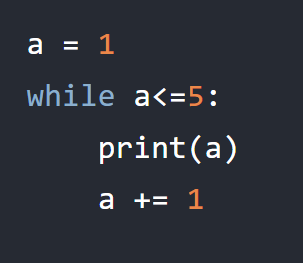 a = 1
while a<=5:
    print(a)
    a += 1